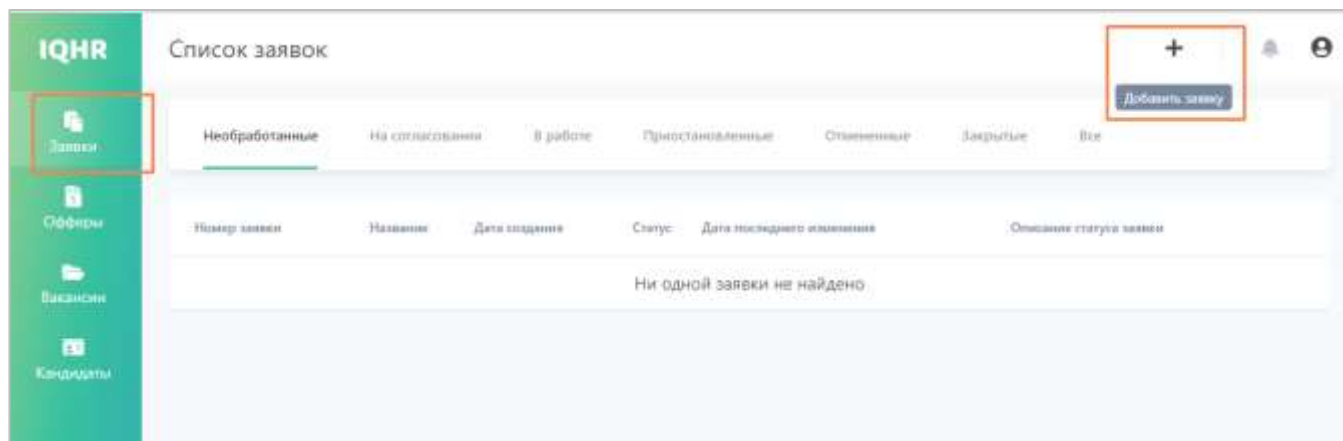 IQHR
Список заявок
Добавить заявку
Заявки
Необработанные На согласовании В работе Приостановленные Отмененные Закрытые Все
Офферы
Номер заявки Название Дата создания Статус Дата последнего изменения Описание статуса заявки
Вакансии
Ни одной заявки не найдено
Кандидаты